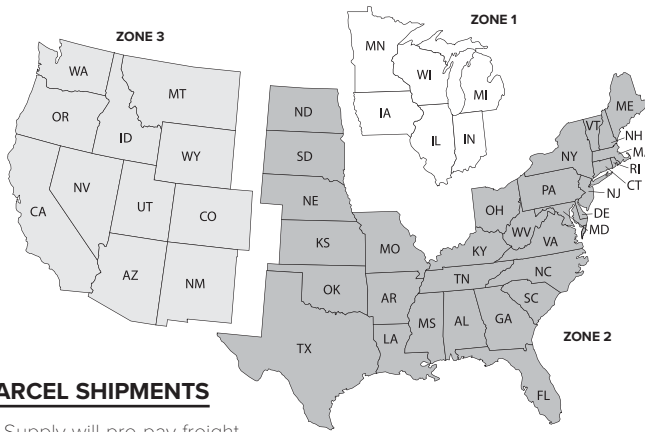 ZONE 1
ZONE 3
ZONE 2
MN
WI
MI
IA
IL
IN
WA
MT
OR
ID
WY
NV
CA
UT
CO
AZ
NM
ND
SD
NE
KS
MO
OK
AR
TX
LA
MS
AL
GA
FL
SC
NC
TN
KY
VA
WV
OH
PA
NY
VT
ME
NH
RI
CT
NJ
DE
MD
ARCEL SHIPMENTS
Supply will pre-pay freight